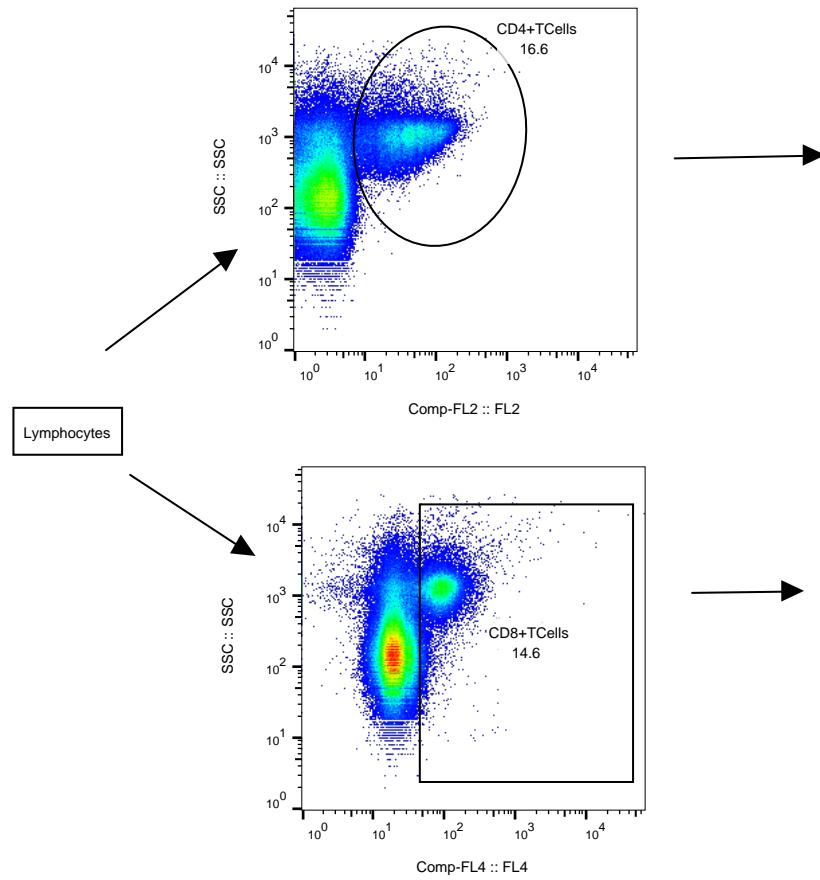 CD4+TCells
16.6
10^4
10^3
10^2
10^1
10^0
SSC :: SSC
10^0 10^1 10^2 10^3 10^4
Comp-FL2 :: FL2
Lymphocytes
10^4
10^3
10^2
10^1
10^0
SSC :: SSC
CD8+TCells
14.6
10^0 10^1 10^2 10^3 10^4
Comp-FL4 :: FL4